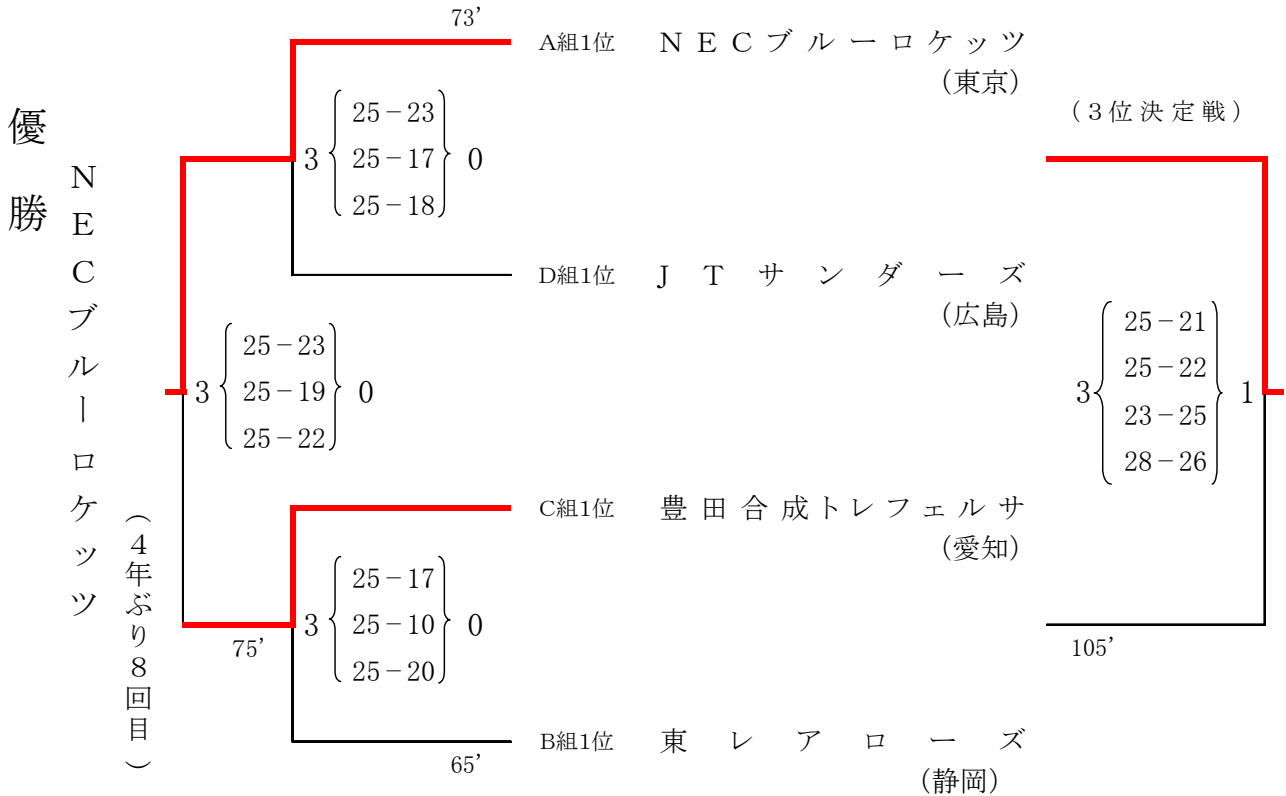 優勝
NECブルーロケッツ
(4年ぶり8回目)
73’
A組1位 NECブルーロケッツ
(東京)
3 25-23 0
25-17
25-18
D組1位 JTサンダーズ
(広島)
3 25-23 0
25-19
25-22
75’
C組1位 豊田合成トレフェルサ
(愛知)
3 25-17 0
25-10
25-20
65’
B組1位 東レアローズ
(静岡)
(3位決定戦)
3 25-21 1
25-22
23-25
28-26
105’